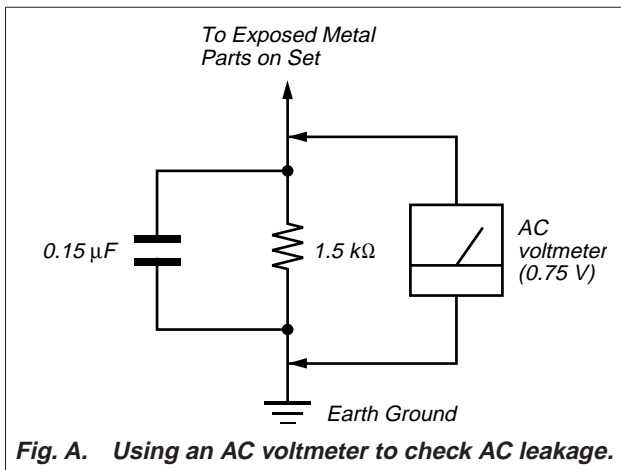 To Exposed Metal
Parts on Set
0.15 µF
1.5 kΩ
AC
voltmeter
(0.75 V)
Earth Ground
Fig. A. Using an AC voltmeter to check AC leakage.